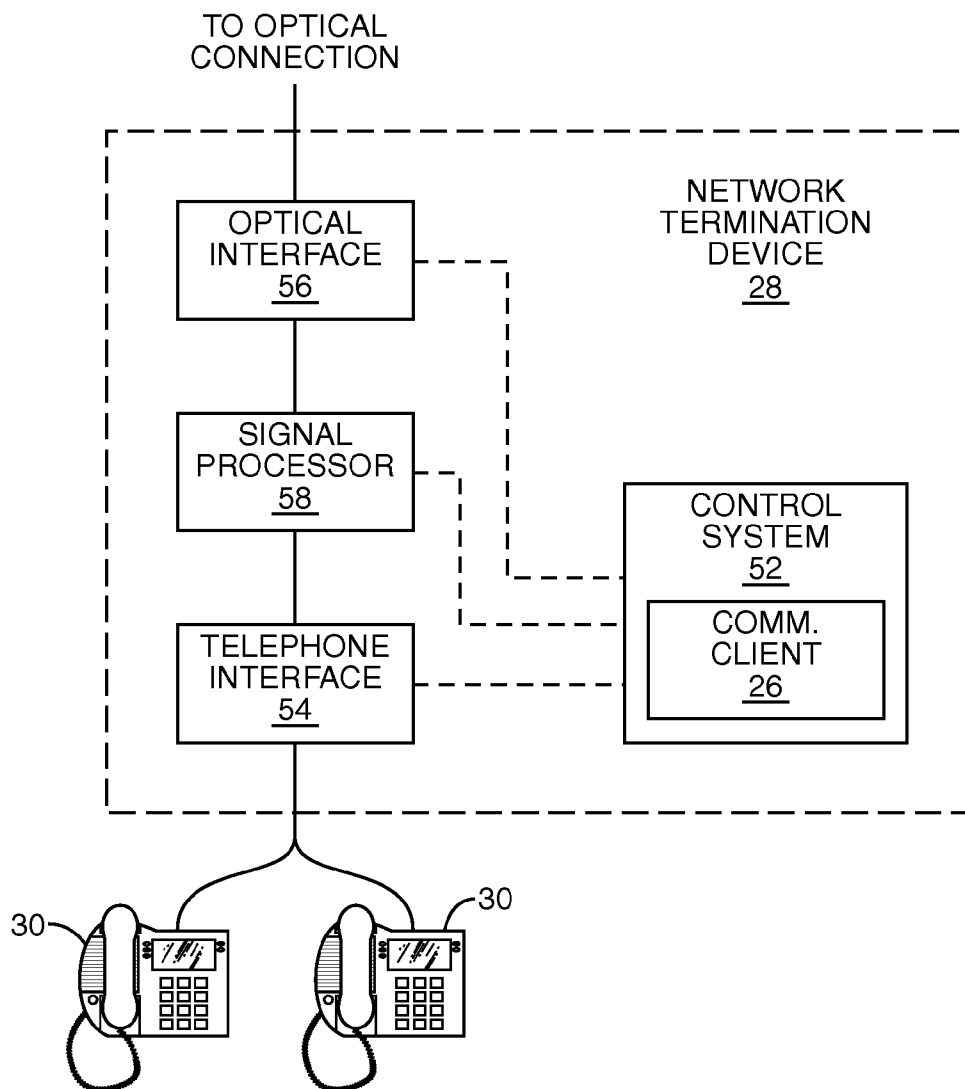 TO OPTICAL
CONNECTION
NETWORK
TERMINATION
DEVICE
28
OPTICAL
INTERFACE
56
SIGNAL
PROCESSOR
58
CONTROL
SYSTEM
52
COMM.
CLIENT
26
TELEPHONE
INTERFACE
54
30
30